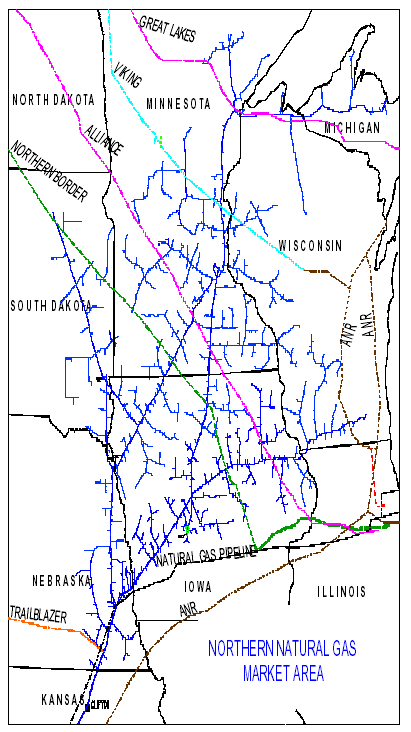 GREAT LAKES
VIKING
NORTH DAKOTA
MINNESOTA
MICHIGAN
ALLIANCE
NORTHERN BORDER
WISCONSIN
SOUTH DAKOTA
ANR
ANR
NATURAL GAS PIPELINE
NEBRASKA
IOWA
ILLINOIS
ANR
TRAILBLAZER
NORTHERN NATURAL GAS
MARKET AREA
KANSAS
CLIFTON